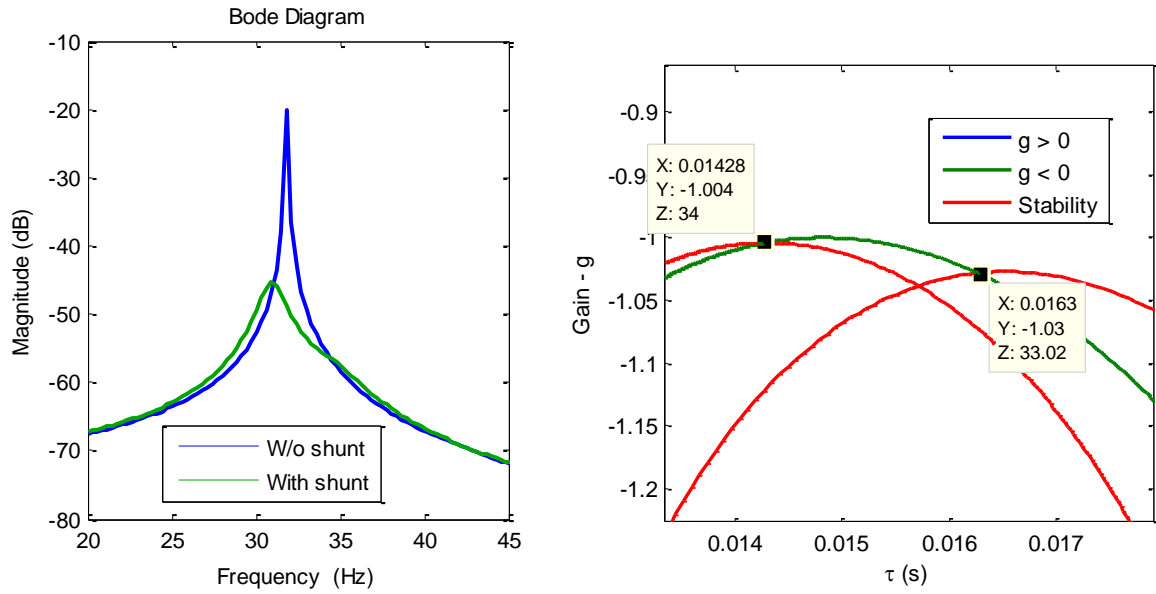 Bode Diagram
-10
-20
-30
-40
-50
-60
-70
-80
Magnitude (dB)
20
25
30
35
40
45
Frequency (Hz)
W/o shunt
With shunt
-0.9
-0.95
-1
-1.05
-1.1
-1.15
-1.2
Gain - g
0.014
0.015
0.016
0.017
τ (s)
g > 0
g < 0
Stability
X: 0.01428
Y: -1.004
Z: 34
X: 0.0163
Y: -1.03
Z: 33.02